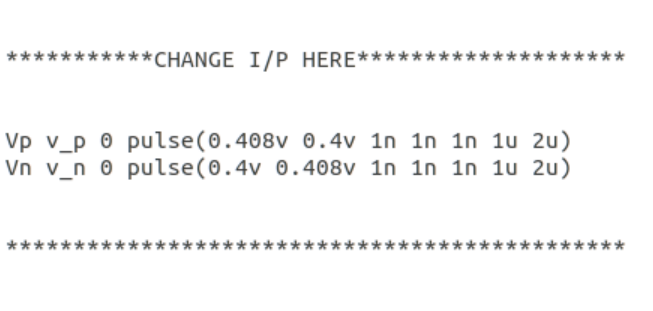 ***********CHANGE I/P HERE********************
Vp v_p 0 pulse(0.408v 0.4v 1n 1n 1n 1u 2u)
Vn v_n 0 pulse(0.4v 0.408v 1n 1n 1n 1u 2u)
**********************************************